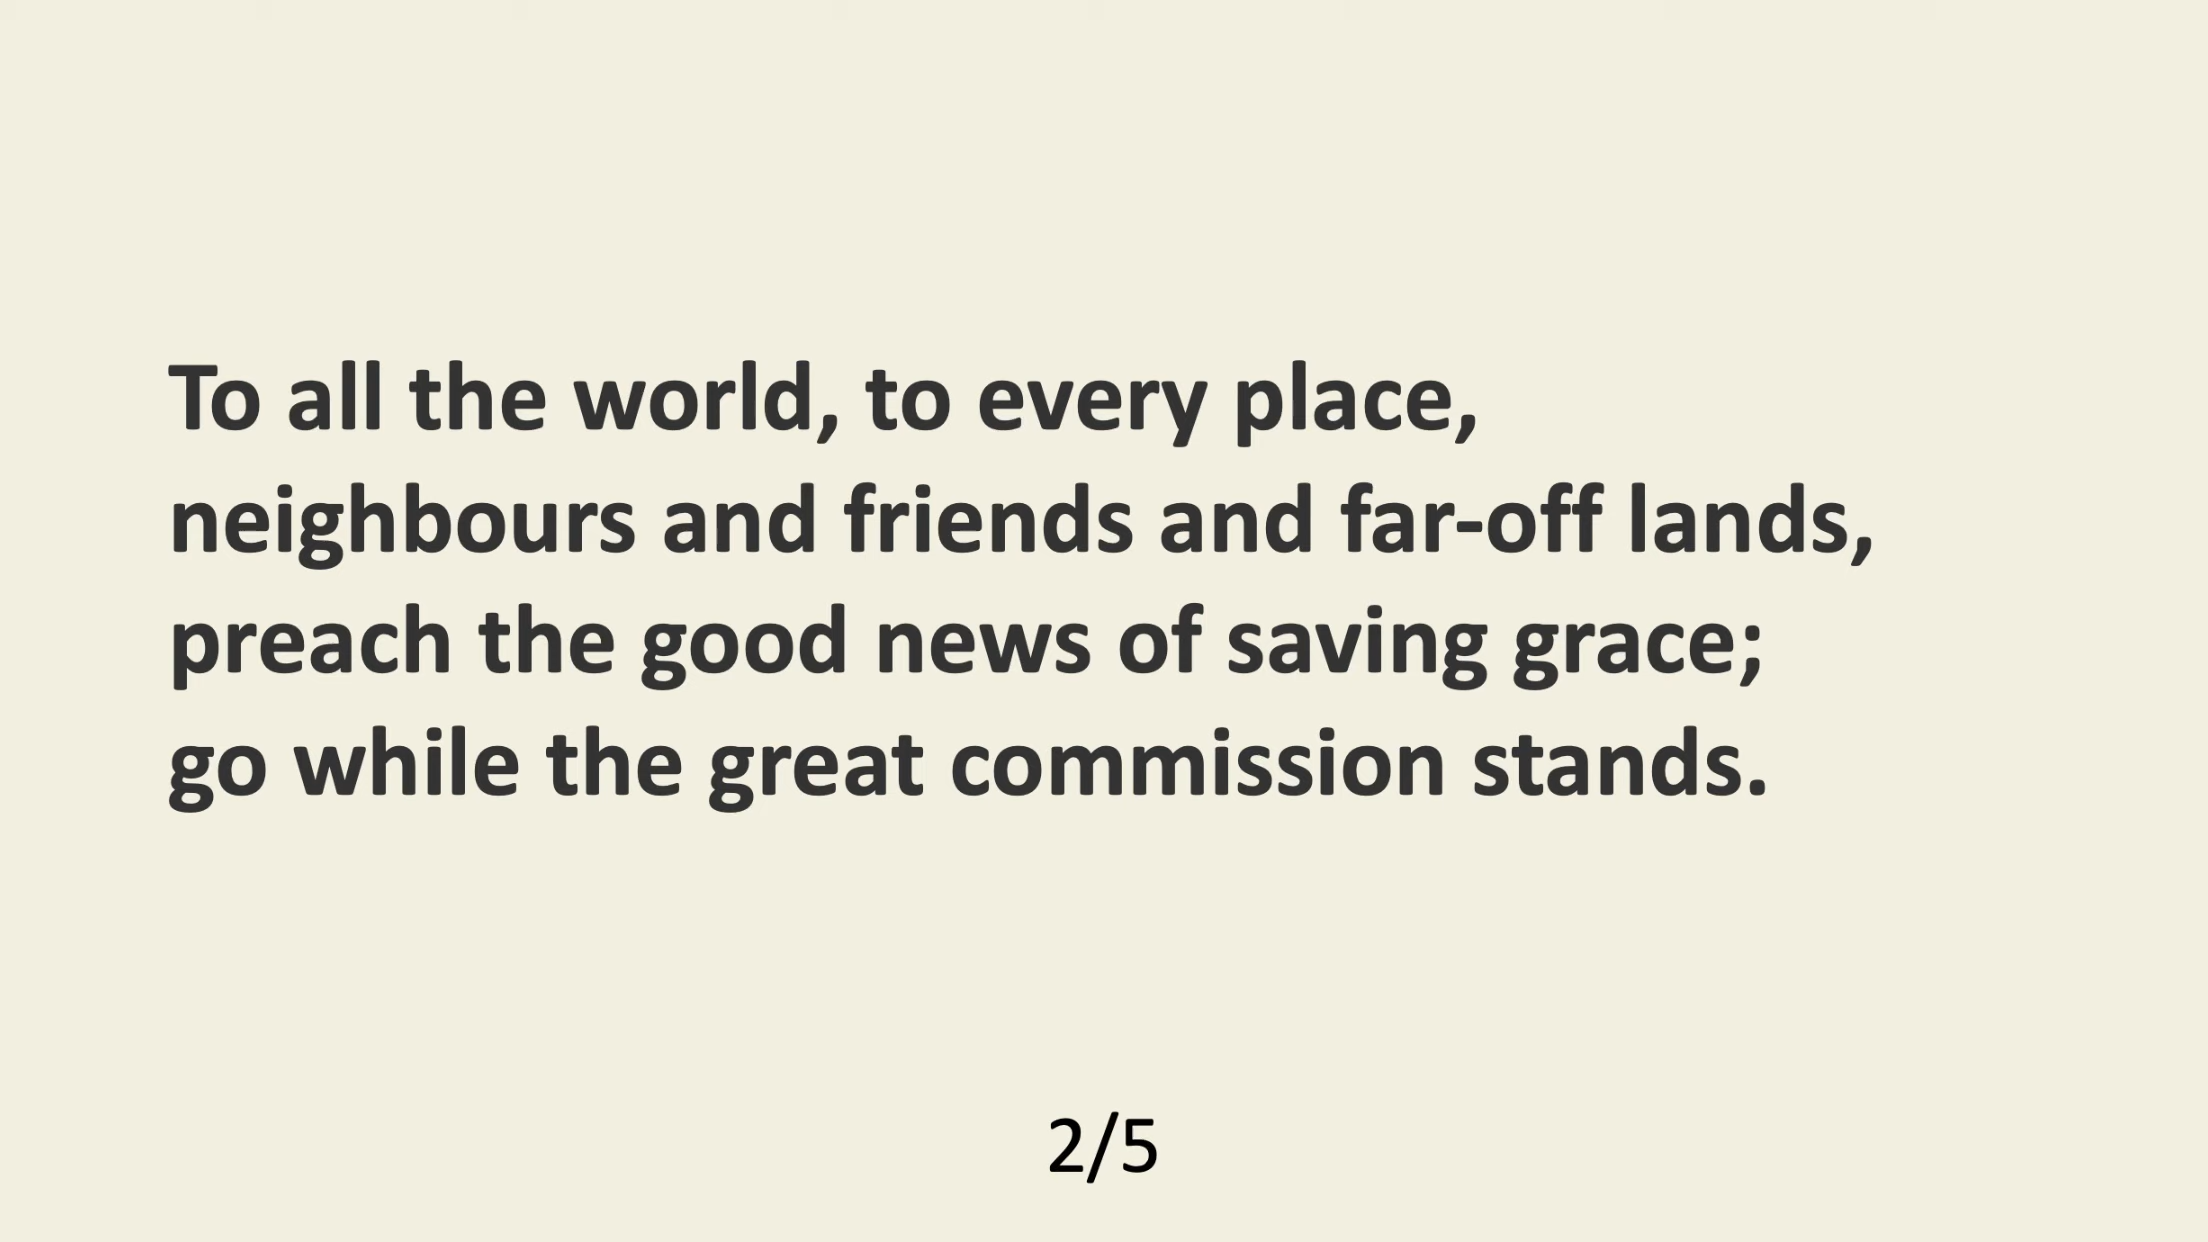 To all the world, to every place,
neighbours and friends and far-off lands,
preach the good news of saving grace;
go while the great commission stands.
2/5